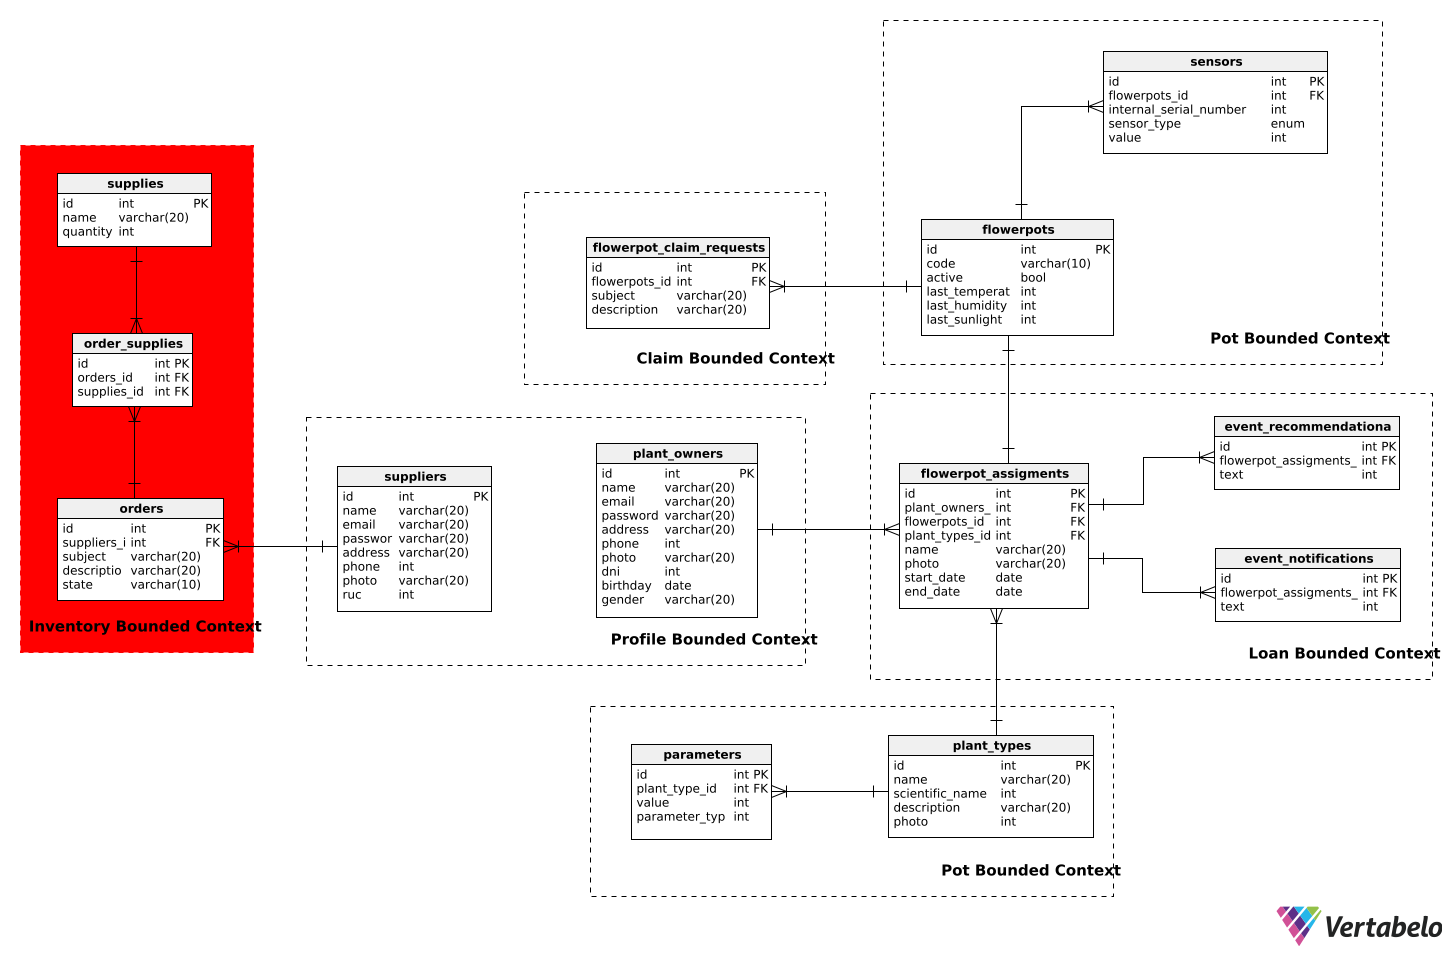 sensors
id int PK
flowerpots_id int FK
internal_serial_number int
sensor_type enum
value int
supplies
id int PK
name varchar(20)
quantity int
flowerpots
id int PK
code varchar(10)
active bool
last_temperat int
last_humidity int
last_sunlight int
Pot Bounded Context
flowerpot_claim_requests
id int PK
flowerpots_id int FK
subject varchar(20)
description varchar(20)
Claim Bounded Context
order_supplies
id int PK
orders_id int FK
supplies_id int FK
orders
id int PK
suppliers_i int FK
subject varchar(20)
descriptio varchar(20)
state varchar(10)
Inventory Bounded Context
suppliers
id int PK
name varchar(20)
email varchar(20)
passwor varchar(20)
address varchar(20)
phone int
photo varchar(20)
ruc int
plant_owners
id int PK
name varchar(20)
email varchar(20)
password varchar(20)
address varchar(20)
phone int
photo varchar(20)
dni int
birthday date
gender varchar(20)
Profile Bounded Context
flowerpot_assigments
id int PK
plant_owners_ int FK
flowerpots_id int FK
plant_types_id int FK
name varchar(20)
photo varchar(20)
start_date date
end_date date
event_recommendationa
id int PK
flowerpot_assigments_ int FK
text int
event_notifications
id int PK
flowerpot_assigments_ int FK
text int
Loan Bounded Context
parameters
id int PK
plant_type_id int FK
value int
parameter_typ int
plant_types
id int PK
name varchar(20)
scientific_name int
description varchar(20)
photo int
Pot Bounded Context
Vertabelo